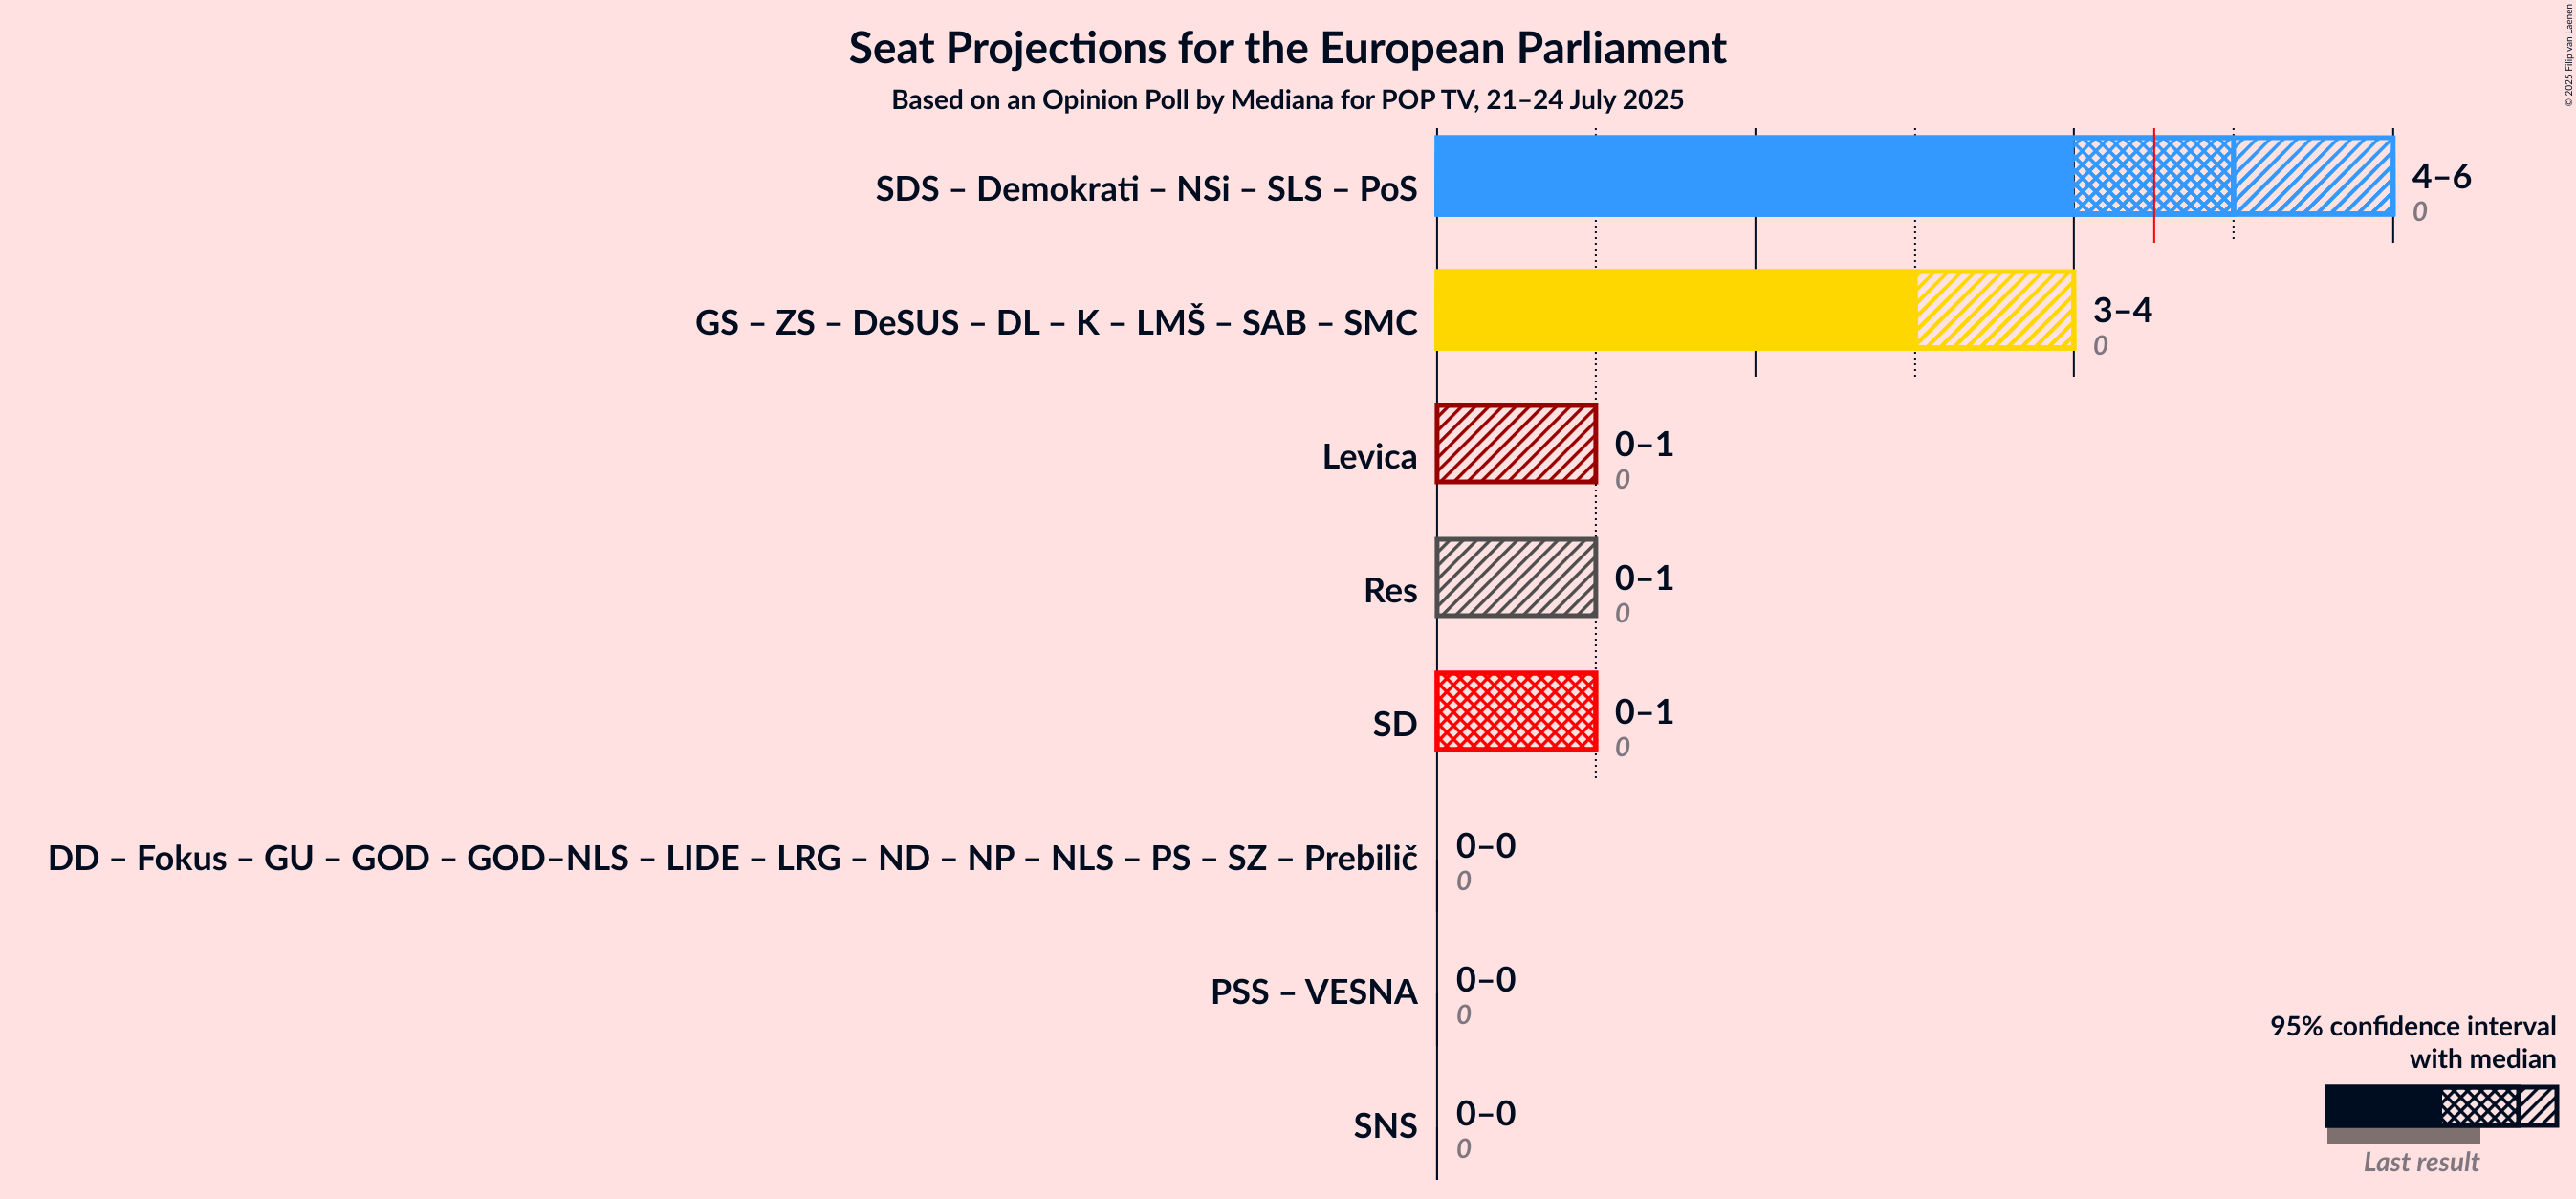 Seat Projections for the European Parliament
Based on an Opinion Poll by Mediana for POP TV, 21–24 July 2025
© 2025 Filip van Laenen
SDS – Demokrati – NSi – SLS – PoS
4–6
0
GS – ZS – DeSUS – DL – K – LMŠ – SAB – SMC
3–4
0
Levica
0–1
0
Res
0–1
0
SD
0–1
0
DD – Fokus – GU – GOD – GOD–NLS – LIDE – LRG – ND – NP – NLS – PS – SZ – Prebilič
0–0
0
PSS – VESNA
0–0
0
SNS
0–0
0
95% confidence interval
with median
Last result